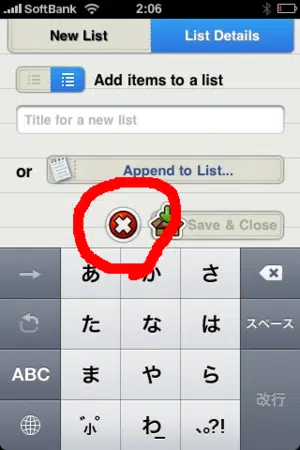 SoftBank 2:06
New List List Details
Add items to a list
Title for a new list
or Append to List...
Save & Close
→ あ か さ
た な は スペース
ABC ま や ら
改行
゛小゜ わ_ 、。?!